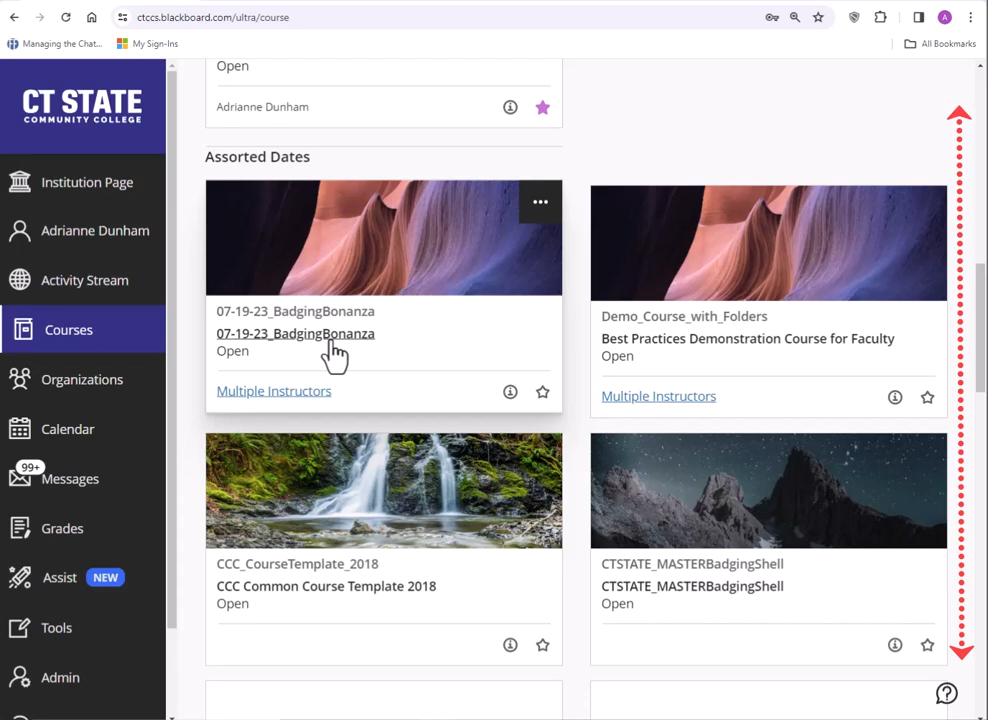 ctccs.blackboard.com/ultra/course
A
Managing the Chat...
My Sign-Ins
All Bookmarks
CT STATE
COMMUNITY COLLEGE
Institution Page
Adrianne Dunham
Activity Stream
Courses
Organizations
Calendar
99+
Messages
Grades
Assist NEW
Tools
Admin
Open
Adrianne Dunham
Assorted Dates
07-19-23_BadgingBonanza
07-19-23_BadgingBonanza
Open
Multiple Instructors
Demo_Course_with_Folders
Best Practices Demonstration Course for Faculty
Open
Multiple Instructors
CCC_CourseTemplate_2018
CCC Common Course Template 2018
Open
CTSTATE_MASTERBadgingShell
CTSTATE_MASTERBadgingShell
Open